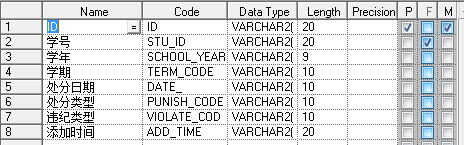 Name Code Data Type Length Precision P F M
1 ID = ID VARCHAR2( 20
2 学号 STU_ID VARCHAR2( 20
3 学年 SCHOOL_YEAR VARCHAR2( 9
4 学期 TERM_CODE VARCHAR2( 10
5 处分日期 DATE_ VARCHAR2( 10
6 处分类型 PUNISH_CODE VARCHAR2( 10
7 违纪类型 VIOLATE_COD VARCHAR2( 10
8 添加时间 ADD_TIME VARCHAR2( 20